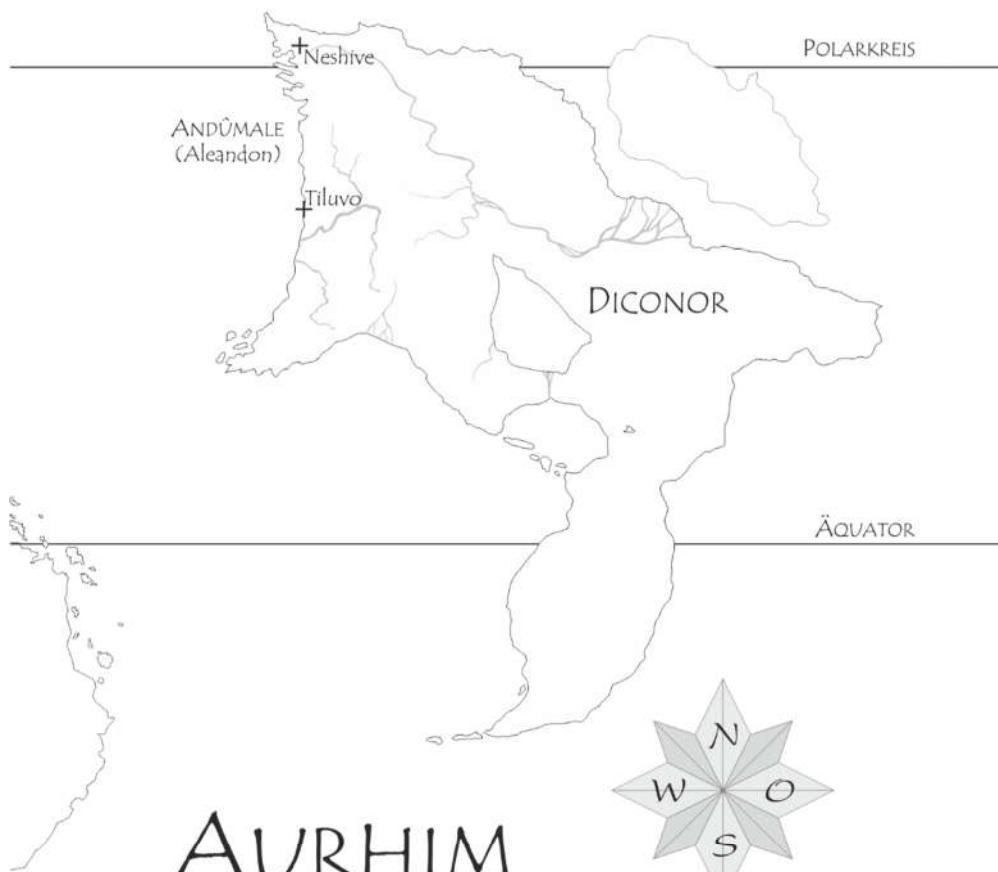 POLARKREIS
Neshive
ANDÛMALE
(Aleandon)
Tiluvo
DICONOR
ÄQUATOR
N
W
O
S
AURHIM